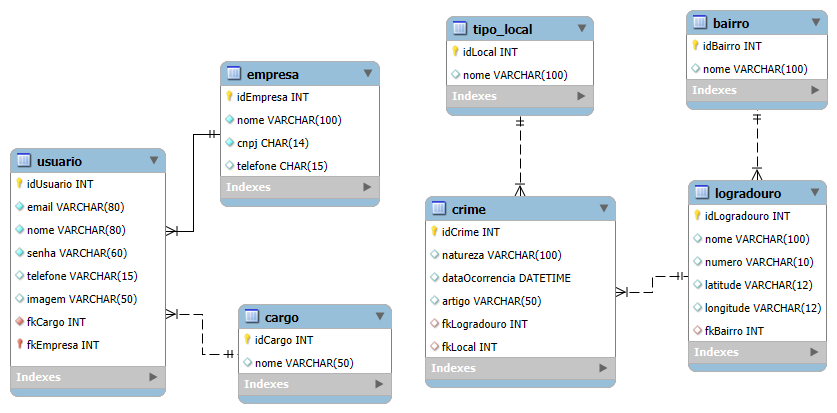 usuario
idUsuario INT
email VARCHAR(80)
nome VARCHAR(80)
senha VARCHAR(60)
telefone VARCHAR(15)
imagem VARCHAR(50)
fkCargo INT
fkEmpresa INT
Indexes
empresa
idEmpresa INT
nome VARCHAR(100)
cnpj CHAR(14)
telefone CHAR(15)
Indexes
cargo
idCargo INT
nome VARCHAR(50)
Indexes
tipo_local
idLocal INT
nome VARCHAR(100)
Indexes
crime
idCrime INT
natureza VARCHAR(100)
dataOcorrencia DATETIME
artigo VARCHAR(50)
fkLogradouro INT
fkLocal INT
Indexes
bairro
idBairro INT
nome VARCHAR(100)
Indexes
logradouro
idLogradouro INT
nome VARCHAR(100)
numero VARCHAR(10)
latitude VARCHAR(12)
longitude VARCHAR(12)
fkBairro INT
Indexes